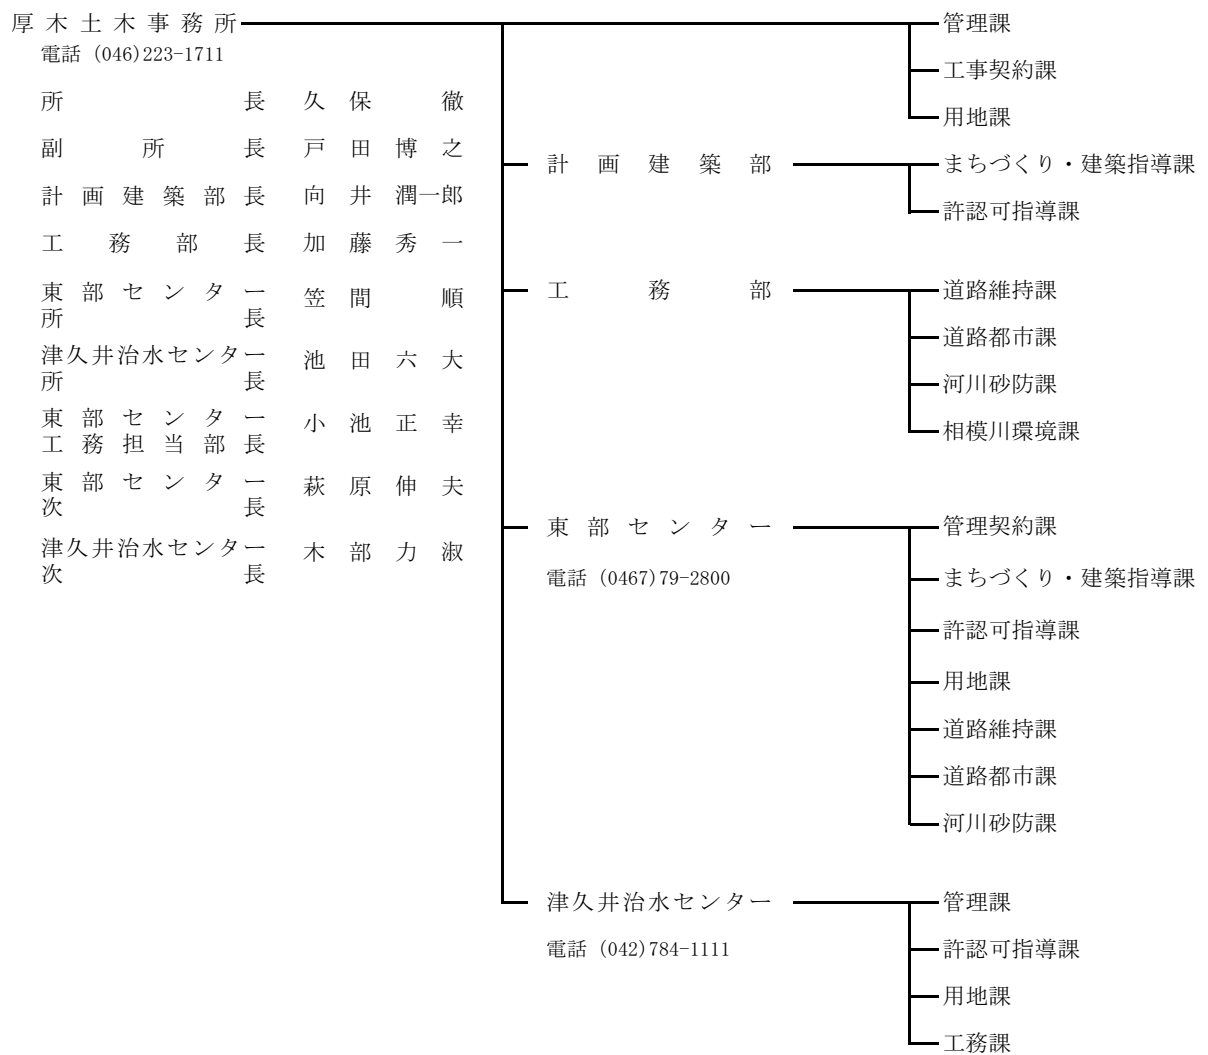 厚木土木事務所
電話 (046)223-1711
所長 久保徹
副所長 戸田博之
計画建築部長 向井潤一郎
工務部長 加藤秀一
東部センター
所長 笠間順
津久井治水センター
所長 池田六大
東部センター
工務担当部長 小池正幸
東部センター
次長 萩原伸夫
津久井治水センター
次長 木部力淑
管理課
工事契約課
用地課
計画建築部
まちづくり・建築指導課
許認可指導課
工務部
道路維持課
道路都市課
河川砂防課
相模川環境課
東部センター
電話 (0467)79-2800
管理契約課
まちづくり・建築指導課
許認可指導課
用地課
道路維持課
道路都市課
河川砂防課
津久井治水センター
電話 (042)784-1111
管理課
許認可指導課
用地課
工務課